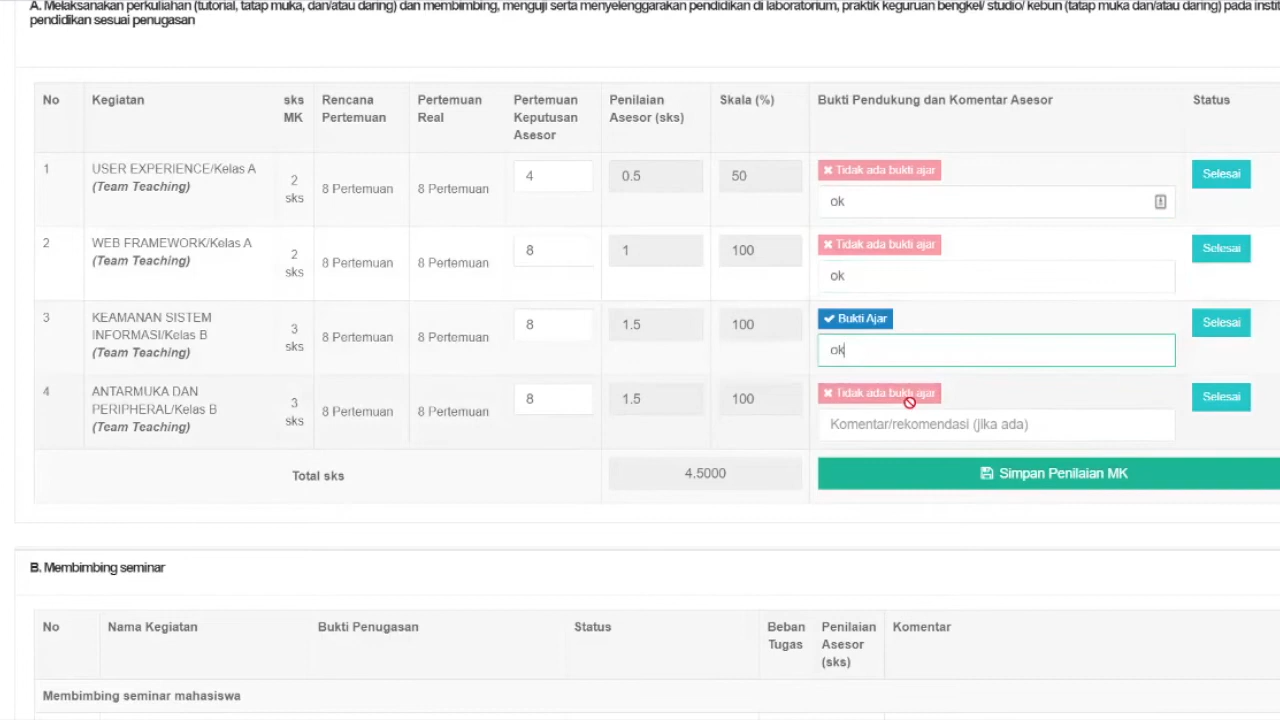 A. Melaksanakan perkuliahan (tutorial, tatap muka, dan/atau daring) dan membimbing, menguji serta menyelenggarakan pendidikan di laboratorium, praktik keguruan bengkel/ studio/ kebun (tatap muka dan/atau daring) pada instit
pendidikan sesuai penugasan
No Kegiatan sks MK Rencana Pertemuan Pertemuan Real Pertemuan Keputusan Asesor Penilaian Asesor (sks) Skala (%) Bukti Pendukung dan Komentar Asesor Status
1 USER EXPERIENCE/Kelas A (Team Teaching) 2 sks 8 Pertemuan 8 Pertemuan 4 0.5 50 Tidak ada bukti ajar Selesai
ok
2 WEB FRAMEWORK/Kelas A (Team Teaching) 2 sks 8 Pertemuan 8 Pertemuan 8 1 100 Tidak ada bukti ajar Selesai
ok
3 KEAMANAN SISTEM INFORMASI/Kelas B (Team Teaching) 3 sks 8 Pertemuan 8 Pertemuan 8 1.5 100 Bukti Ajar Selesai
ok
4 ANTARMUKA DAN PERIPHERAL/Kelas B (Team Teaching) 3 sks 8 Pertemuan 8 Pertemuan 8 1.5 100 Tidak ada bukti ajar Selesai
Komentar/rekomendasi (jika ada)
Total sks 4.5000 Simpan Penilaian MK
B. Membimbing seminar
No Nama Kegiatan Bukti Penugasan Status Beban Tugas Penilaian Asesor (sks) Komentar
Membimbing seminar mahasiswa